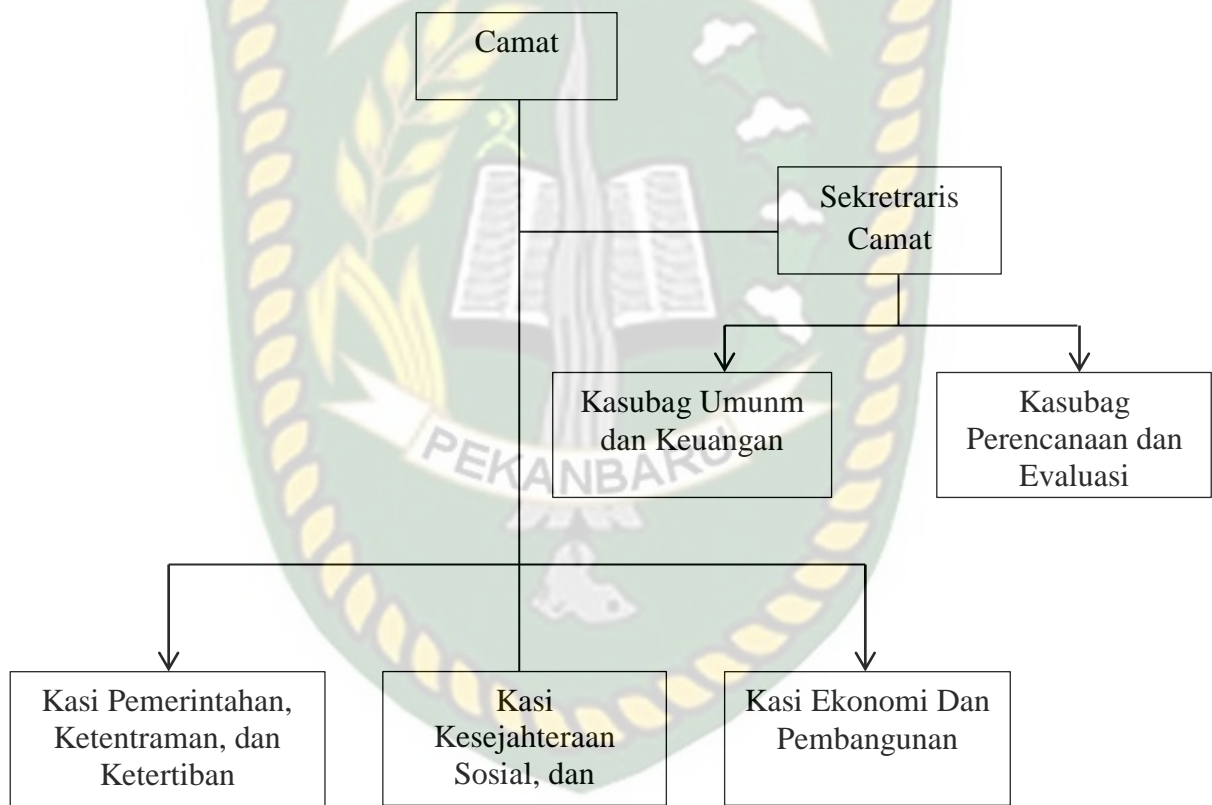 Camat
Sekretraris
Camat
Kasubag Umunm
dan Keuangan
Kasubag
Perencanaan dan
Evaluasi
PEKANBARU
Kasi Pemerintahan,
Ketentraman, dan
Ketertiban
Kasi
Kesejahteraan
Sosial, dan
Kasi Ekonomi Dan
Pembangunan